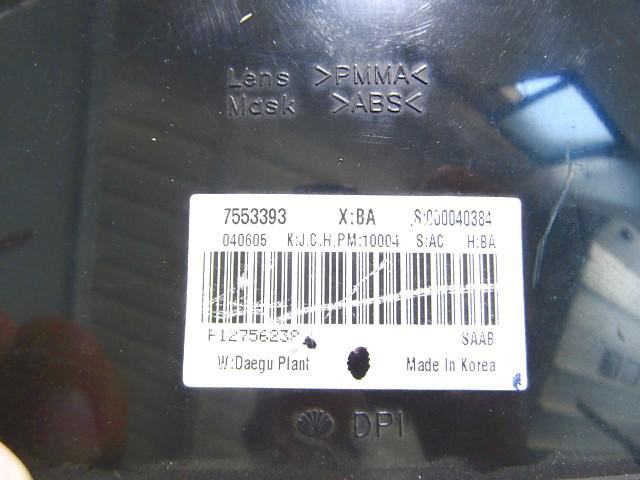 Lens >PMMA<
Mask >ABS<
7553393 X:BA S:000040384
040605 K:J.C.H,PM:10004 S:AC H:BA
P12756238 SAAB
W:Daegu Plant Made In Korea
DPI